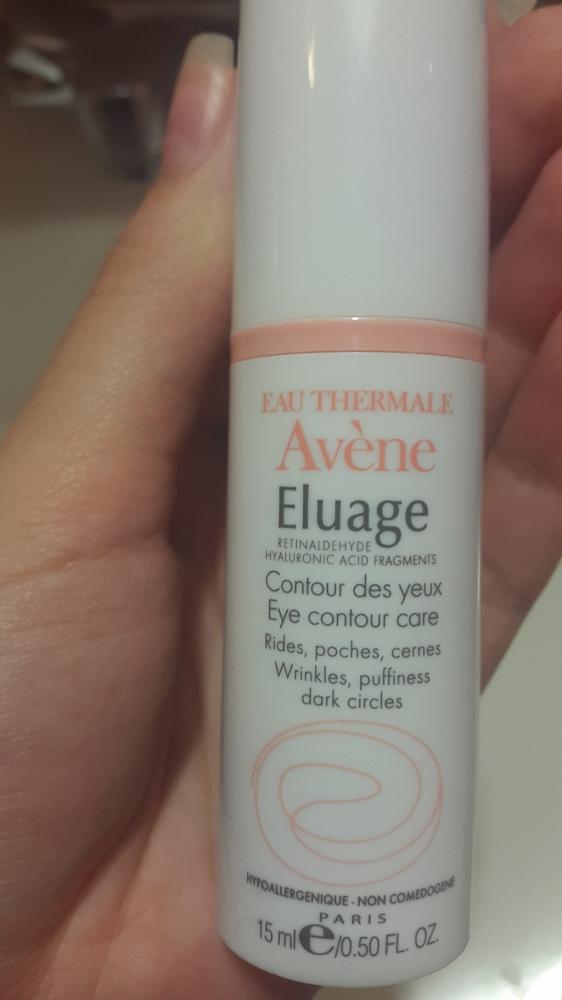 EAU THERMALE
Avène
Eluage
RETINALDEHYDE
HYALURONIC ACID FRAGMENTS
Contour des yeux
Eye contour care
Rides, poches, cernes
Wrinkles, puffiness
dark circles
HYPOALLERGENIQUE - NON COMEDOGENE
PARIS
15 ml e/0.50 FL. OZ.